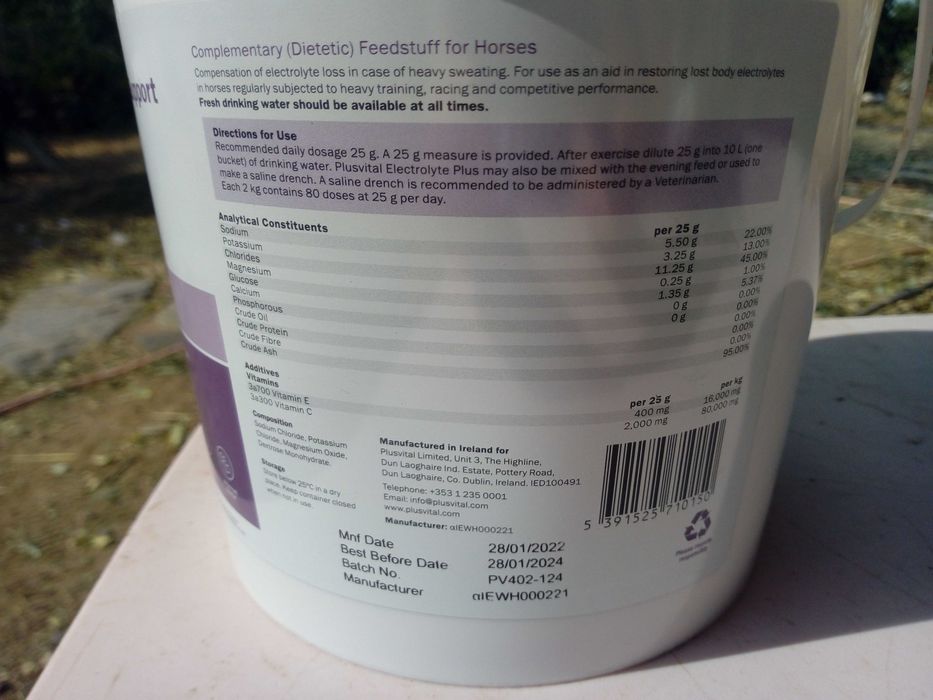 Complementary (Dietetic) Feedstuff for Horses
Compensation of electrolyte loss in case of heavy sweating. For use as an aid in restoring lost body electrolytes
in horses regularly subjected to heavy training, racing and competitive performance.
Fresh drinking water should be available at all times.
pport
Directions for Use
Recommended daily dosage 25 g. A 25 g measure is provided. After exercise dilute 25 g into 10 L (one
bucket) of drinking water. Plusvital Electrolyte Plus may also be mixed with the evening feed or used to
make a saline drench. A saline drench is recommended to be administered by a Veterinarian.
Each 2 kg contains 80 doses at 25 g per day.
Analytical Constituents per 25 g
Sodium 5.50 g 22.00%
Potassium 3.25 g 13.00%
Chlorides 11.25 g 45.00%
Magnesium 0.25 g 1.00%
Glucose 1.35 g 5.37%
Calcium 0 g 0.00%
Phosphorous 0 g 0.00%
Crude Oil 0.00%
Crude Protein 0.00%
Crude Fibre 0.00%
Crude Ash 95.00%
Additives
Vitamins per 25 g per kg
3a700 Vitamin E 400 mg 16,000 mg
3a300 Vitamin C 2,000 mg 80,000 mg
Composition
Sodium Chloride, Potassium
Chloride, Magnesium Oxide,
Dextrose Monohydrate.
Storage
Store below 25°C in a dry
place. Keep container closed
when not in use.
Manufactured in Ireland for
Plusvital Limited, Unit 3, The Highline,
Dun Laoghaire Ind. Estate, Pottery Road,
Dun Laoghaire, Co. Dublin, Ireland. IED100491
Telephone: +353 1 235 0001
Email: info@plusvital.com
www.plusvital.com
Manufacturer: αIEWH000221
5 391525 710150
Please recycle
responsibly
Mnf Date 28/01/2022
Best Before Date 28/01/2024
Batch No. PV402-124
Manufacturer αIEWH000221